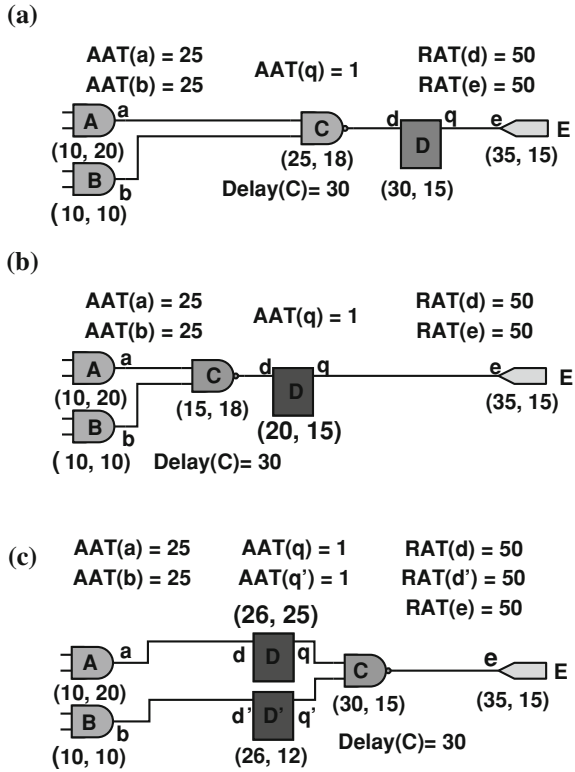 (a)
AAT(a) = 25 AAT(q) = 1 RAT(d) = 50
AAT(b) = 25 RAT(e) = 50
A a C d D q e E
(10, 20) (25, 18) (30, 15) (35, 15)
B b Delay(C)= 30
(10, 10)
(b)
AAT(a) = 25 AAT(q) = 1 RAT(d) = 50
AAT(b) = 25 RAT(e) = 50
A a C d D q e E
(10, 20) (15, 18) (20, 15) (35, 15)
B b
(10, 10) Delay(C)= 30
(c)
AAT(a) = 25 AAT(q) = 1 RAT(d) = 50
AAT(b) = 25 AAT(q') = 1 RAT(d') = 50
RAT(e) = 50
(26, 25)
A a d D q C e E
(10, 20) (30, 15) (35, 15)
B b d' D' q' Delay(C)= 30
(10, 10) (26, 12)